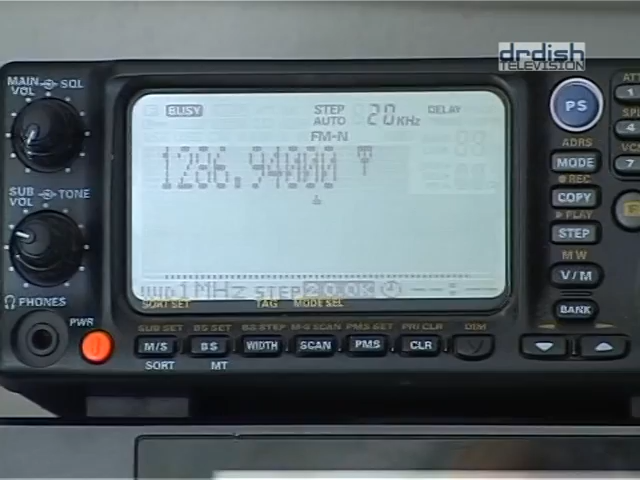 drdish
TELEVISION
MAIN VOL SQL
BUSY STEP AUTO 20 KHz DELAY
FM-N
1286.94000
SUB VOL TONE
PHONES
PWR
1MHz STEP 20.0K
SORT SET TAG MODE SEL
SUB SET BS SET BS STEP M-S SCAN PMS SET PRI CLR DIM
M/S BS WIDTH SCAN PMS CLR V
SORT MT
PS
ATT
1
4
7
ADRS
MODE
REC
COPY
PLAY
STEP
M W
V/M
BANK